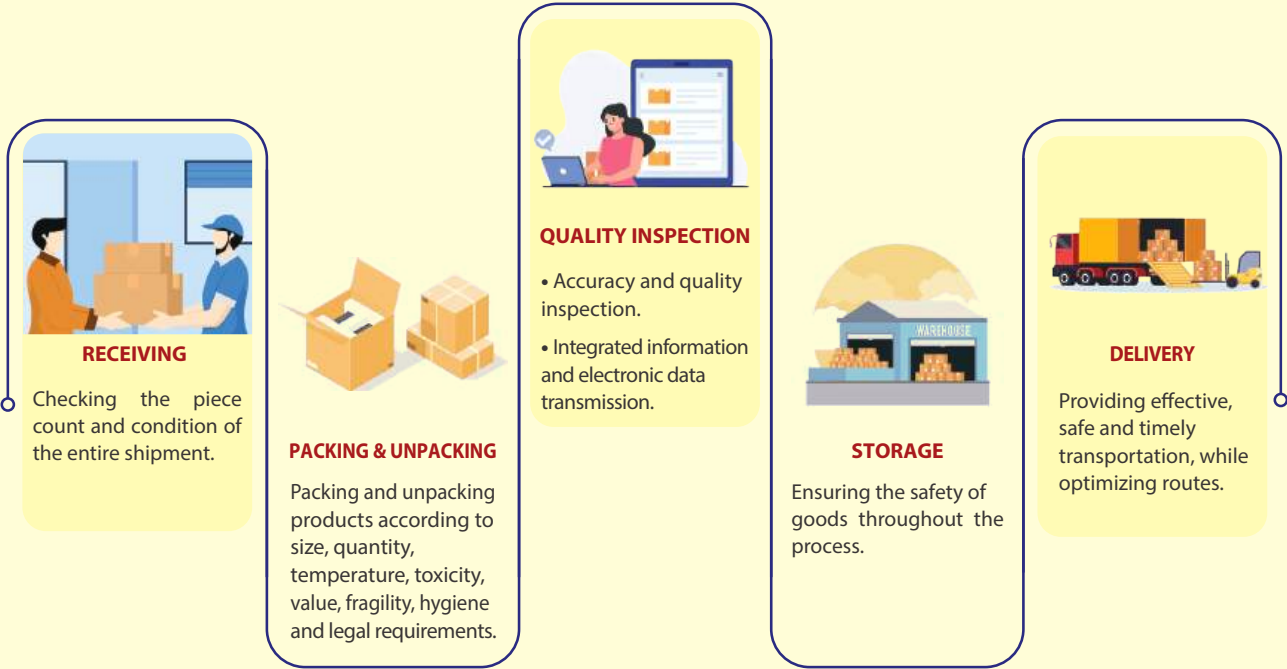 RECEIVING
Checking the piece
count and condition of
the entire shipment.
PACKING & UNPACKING
Packing and unpacking
products according to
size, quantity,
temperature, toxicity,
value, fragility, hygiene
and legal requirements.
QUALITY INSPECTION
• Accuracy and quality
inspection.
• Integrated information
and electronic data
transmission.
WAREHOUSE
STORAGE
Ensuring the safety of
goods throughout the
process.
DELIVERY
Providing effective,
safe and timely
transportation, while
optimizing routes.